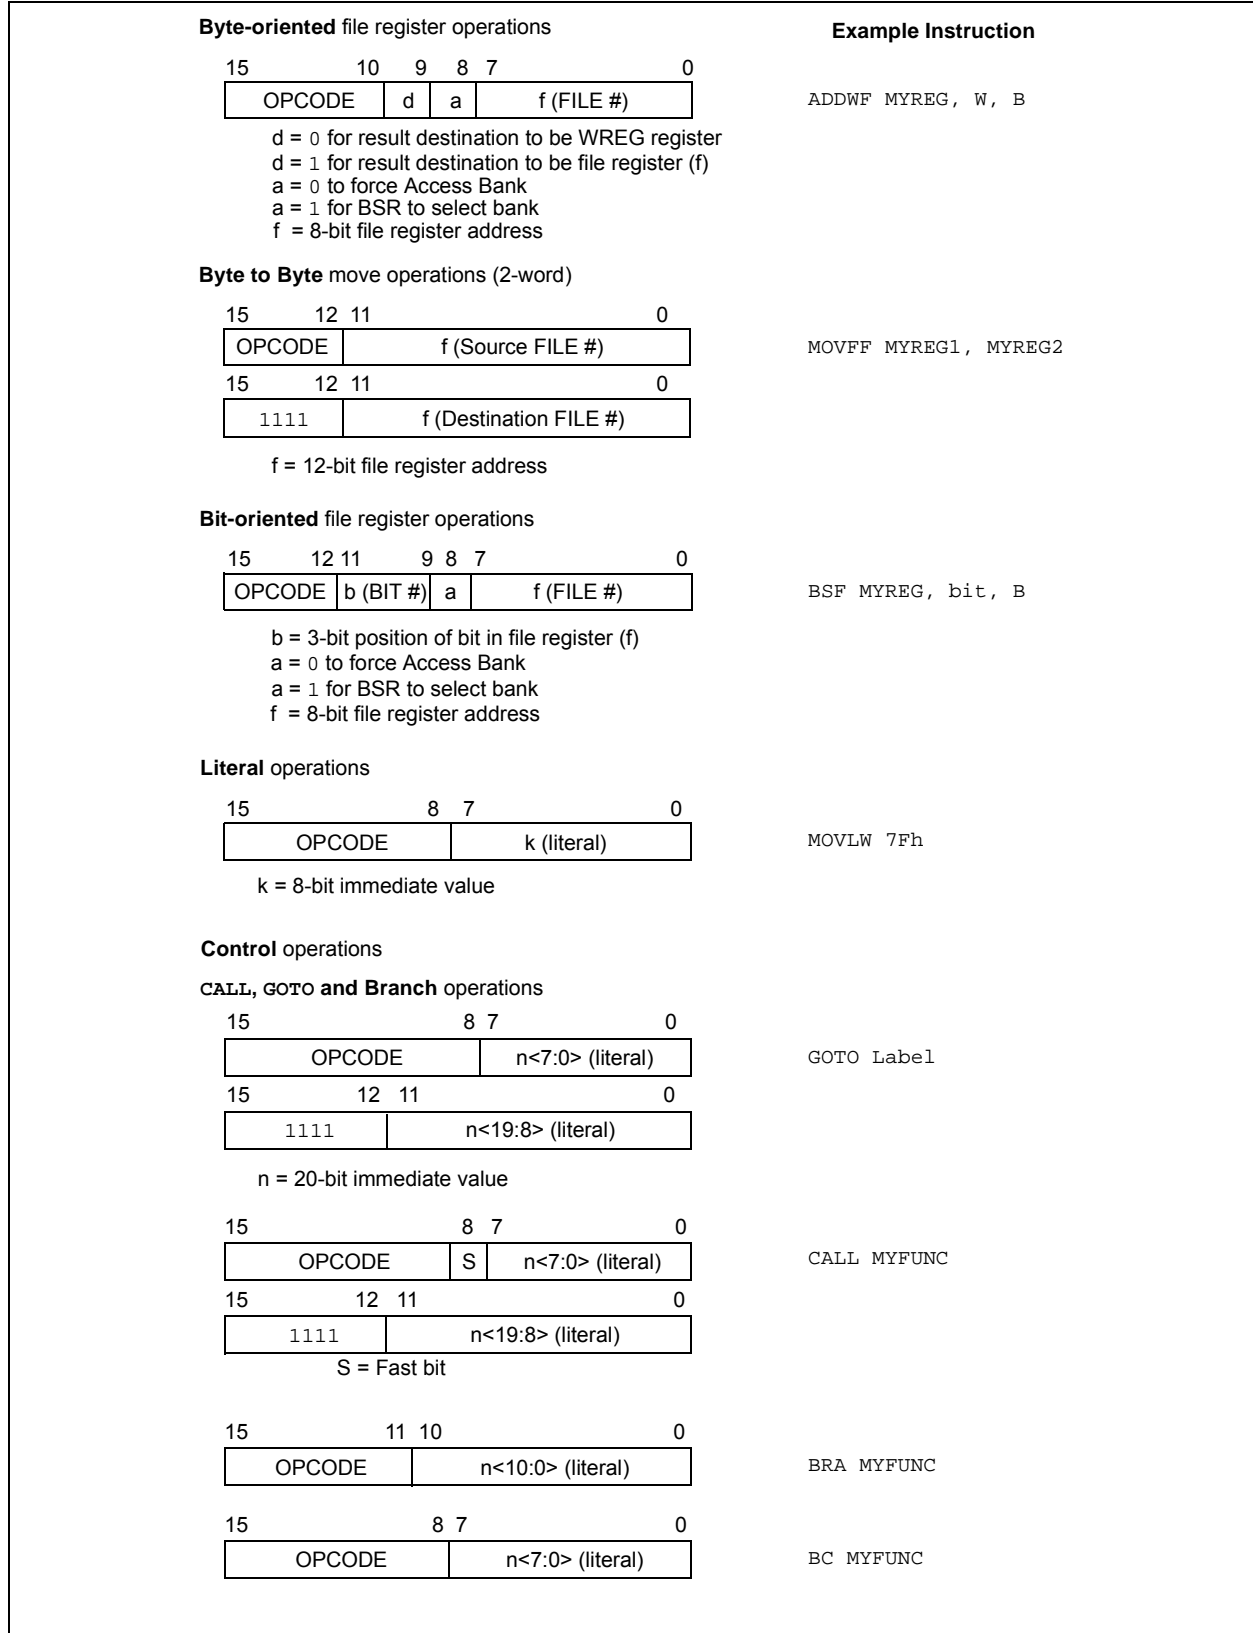 Byte-oriented file register operations Example Instruction
15 10 9 8 7 0
OPCODE d a f (FILE #) ADDWF MYREG, W, B
d = 0 for result destination to be WREG register
d = 1 for result destination to be file register (f)
a = 0 to force Access Bank
a = 1 for BSR to select bank
f = 8-bit file register address
Byte to Byte move operations (2-word)
15 12 11 0
OPCODE f (Source FILE #) MOVFF MYREG1, MYREG2
15 12 11 0
1111 f (Destination FILE #)
f = 12-bit file register address
Bit-oriented file register operations
15 12 11 9 8 7 0
OPCODE b (BIT #) a f (FILE #) BSF MYREG, bit, B
b = 3-bit position of bit in file register (f)
a = 0 to force Access Bank
a = 1 for BSR to select bank
f = 8-bit file register address
Literal operations
15 8 7 0
OPCODE k (literal) MOVLW 7Fh
k = 8-bit immediate value
Control operations
CALL, GOTO and Branch operations
15 8 7 0
OPCODE n<7:0> (literal) GOTO Label
15 12 11 0
1111 n<19:8> (literal)
n = 20-bit immediate value
15 8 7 0
OPCODE S n<7:0> (literal) CALL MYFUNC
15 12 11 0
1111 n<19:8> (literal)
S = Fast bit
15 11 10 0
OPCODE n<10:0> (literal) BRA MYFUNC
15 8 7 0
OPCODE n<7:0> (literal) BC MYFUNC